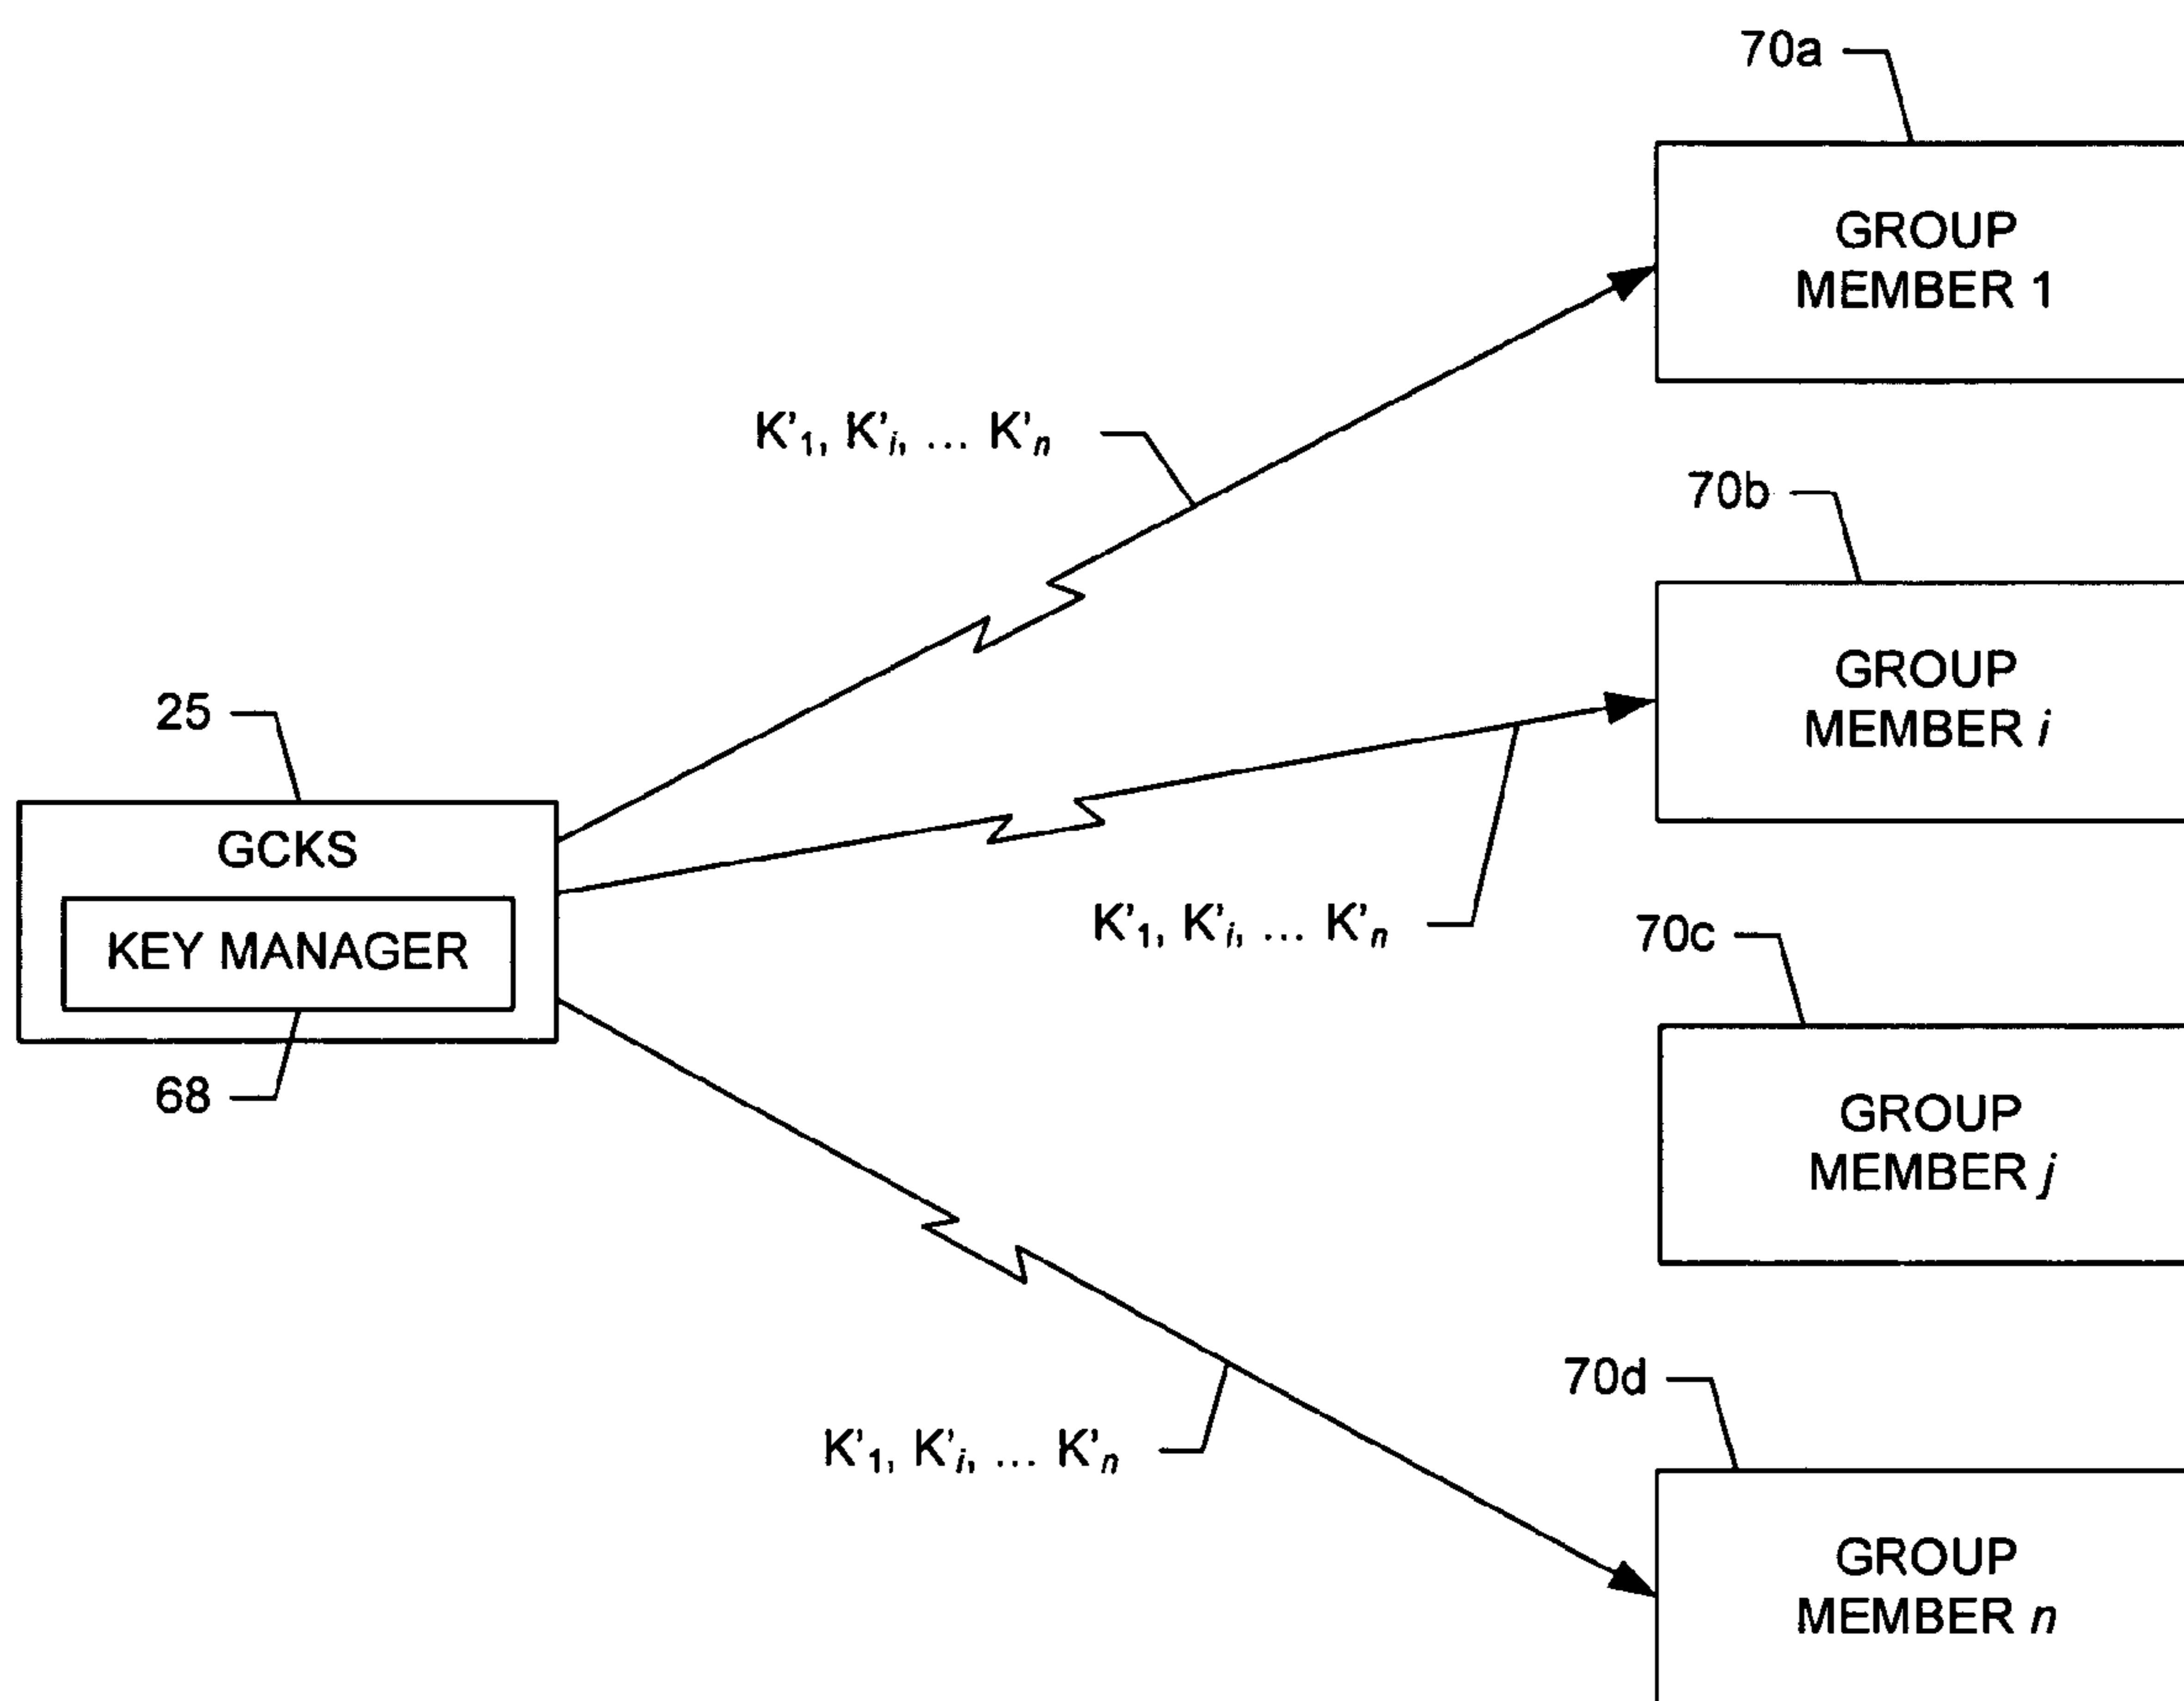 70a
GROUP
MEMBER 1
K’1, K’i, ... K’n
70b
GROUP
MEMBER i
25
GCKS
KEY MANAGER
68
K’1, K’i, ... K’n
70c
GROUP
MEMBER j
70d
K’1, K’i, ... K’n
GROUP
MEMBER n